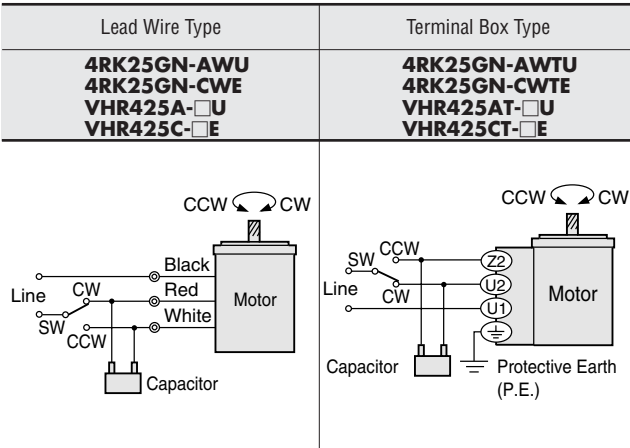 Lead Wire Type
4RK25GN-AWU
4RK25GN-CWE
VHR425A-□U
VHR425C-□E
CCW CW
Black
Red
White
Line
CW
SW
CCW
Motor
Capacitor
Terminal Box Type
4RK25GN-AWTU
4RK25GN-CWTE
VHR425AT-□U
VHR425CT-□E
CCW CW
CCW
SW
Line
CW
Z2
U2
U1
Motor
Capacitor
Protective Earth
(P.E.)